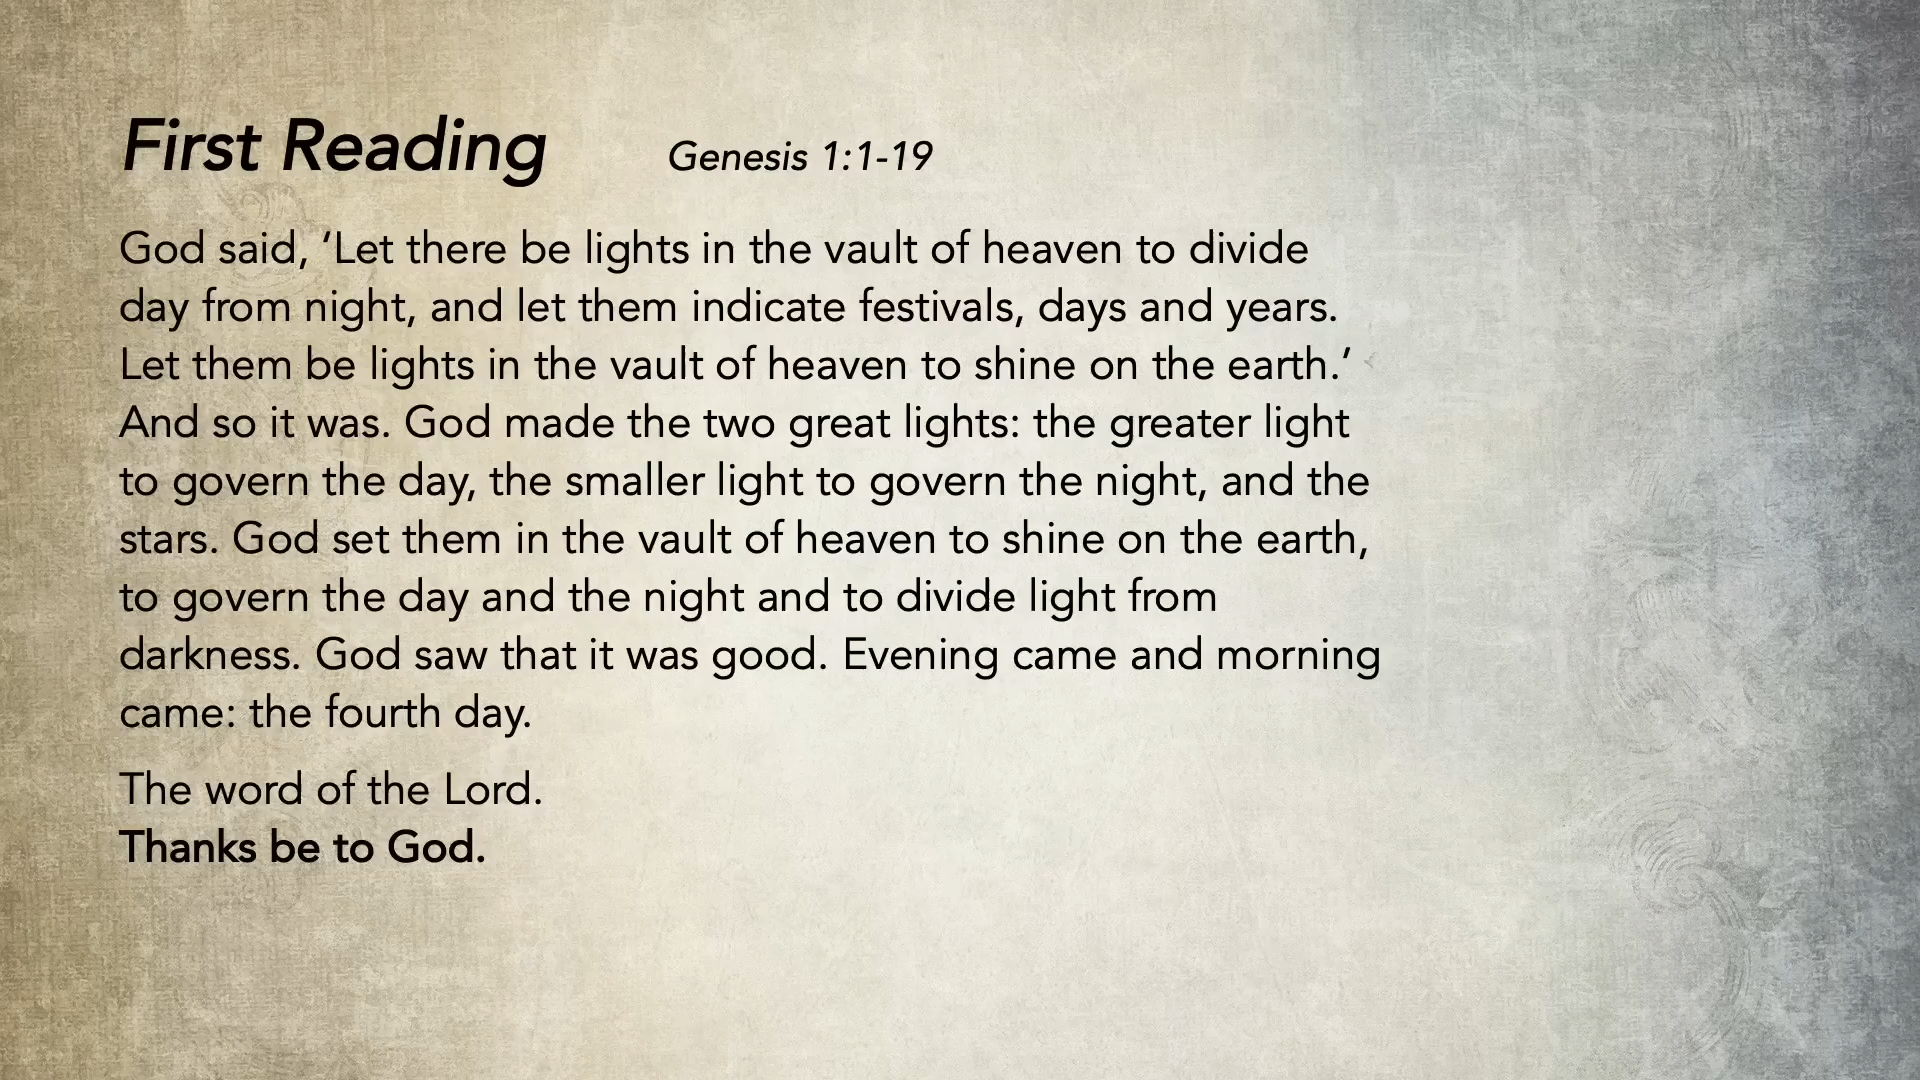 First Reading Genesis 1:1-19
God said, ‘Let there be lights in the vault of heaven to divide
day from night, and let them indicate festivals, days and years.
Let them be lights in the vault of heaven to shine on the earth.’
And so it was. God made the two great lights: the greater light
to govern the day, the smaller light to govern the night, and the
stars. God set them in the vault of heaven to shine on the earth,
to govern the day and the night and to divide light from
darkness. God saw that it was good. Evening came and morning
came: the fourth day.
The word of the Lord.
Thanks be to God.